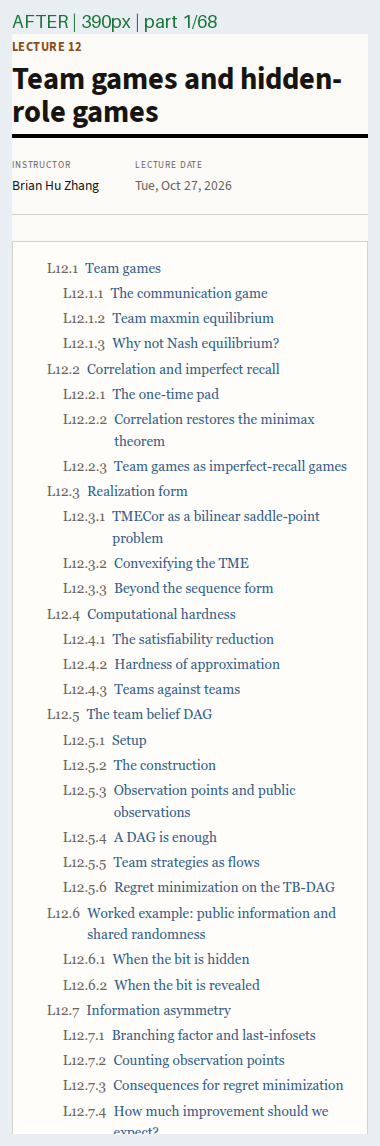 AFTER | 390px | part 1/68
LECTURE 12
Team games and hidden-
role games
INSTRUCTOR LECTURE DATE
Brian Hu Zhang Tue, Oct 27, 2026
L12.1 Team games
L12.1.1 The communication game
L12.1.2 Team maxmin equilibrium
L12.1.3 Why not Nash equilibrium?
L12.2 Correlation and imperfect recall
L12.2.1 The one-time pad
L12.2.2 Correlation restores the minimax
theorem
L12.2.3 Team games as imperfect-recall games
L12.3 Realization form
L12.3.1 TMECor as a bilinear saddle-point
problem
L12.3.2 Convexifying the TME
L12.3.3 Beyond the sequence form
L12.4 Computational hardness
L12.4.1 The satisfiability reduction
L12.4.2 Hardness of approximation
L12.4.3 Teams against teams
L12.5 The team belief DAG
L12.5.1 Setup
L12.5.2 The construction
L12.5.3 Observation points and public
observations
L12.5.4 A DAG is enough
L12.5.5 Team strategies as flows
L12.5.6 Regret minimization on the TB-DAG
L12.6 Worked example: public information and
shared randomness
L12.6.1 When the bit is hidden
L12.6.2 When the bit is revealed
L12.7 Information asymmetry
L12.7.1 Branching factor and last-infosets
L12.7.2 Counting observation points
L12.7.3 Consequences for regret minimization
L12.7.4 How much improvement should we
expect?